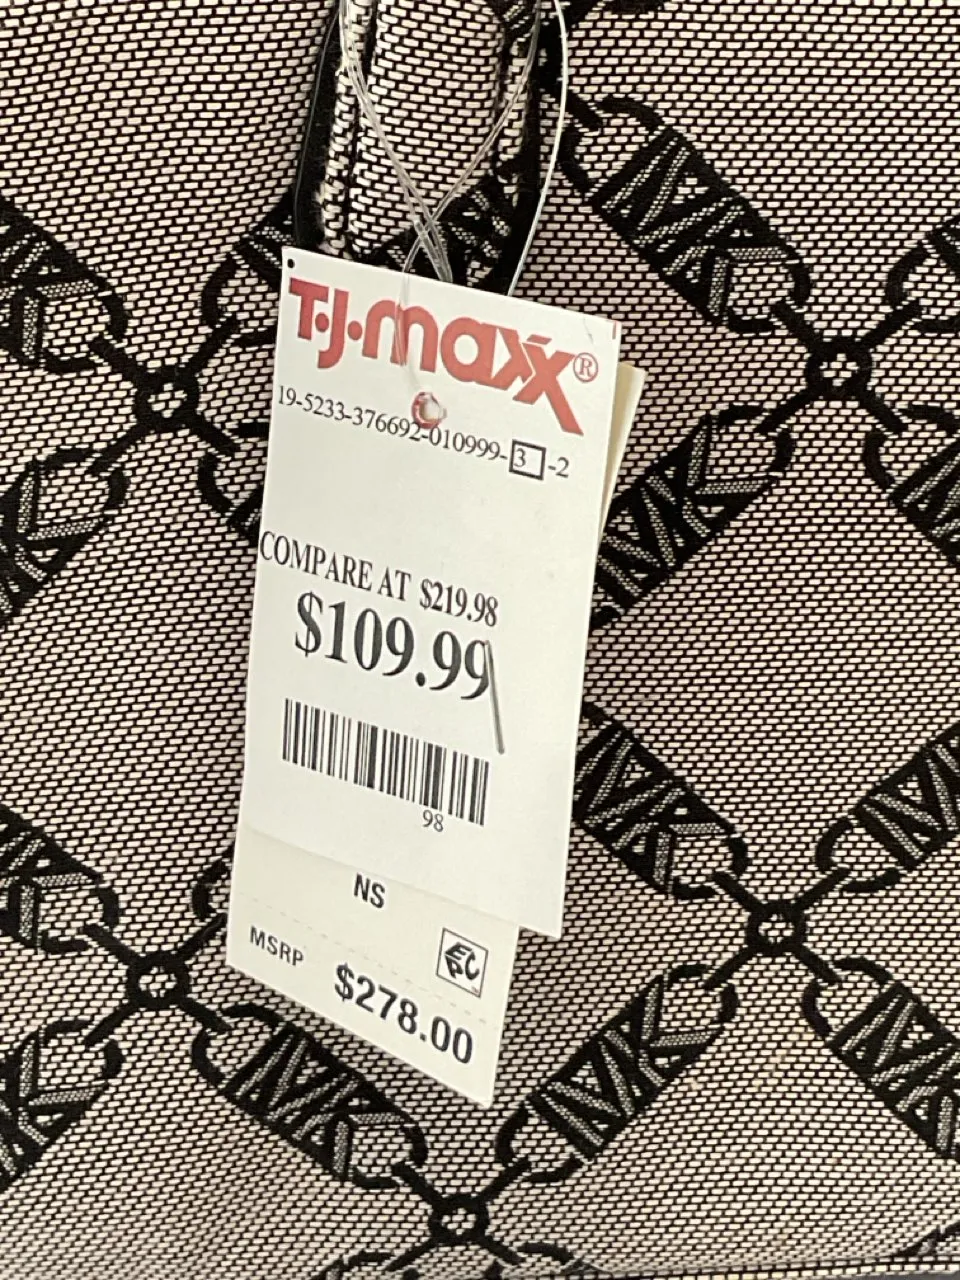 T.J.maxx®
19-5233-376692-010999-3-2
COMPARE AT $219.98
$109.99
98
NS
MSRP
$278.00